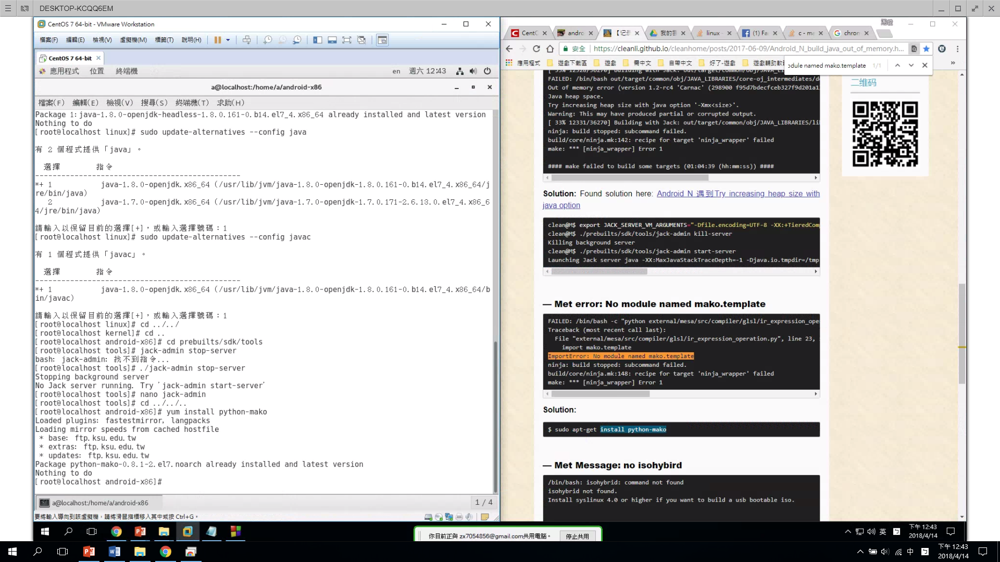 DESKTOP-KCQQ6EM
CentOS 7 64-bit - VMware Workstation
檔案(F) 編輯(E) 檢視(V) 虛擬機(M) 標籤(T) 說明(H)
CentOS 7 64-bit
應用程式 位置 終端機 en 週六 12:43
a@localhost:/home/a/android-x86
檔案(F) 編輯(E) 檢視(V) 搜尋(S) 終端機(T) 求助(H)
Package 1:java-1.8.0-openjdk-headless-1.8.0.161-0.b14.el7_4.x86_64 already installed and latest version
Nothing to do
[root@localhost linux]# sudo update-alternatives --config java
有 2 個程式提供「java」。
選擇 指令
-----------------------------------------------
*+ 1 java-1.8.0-openjdk.x86_64 (/usr/lib/jvm/java-1.8.0-openjdk-1.8.0.161-0.b14.el7_4.x86_64/j
re/bin/java)
2 java-1.7.0-openjdk.x86_64 (/usr/lib/jvm/java-1.7.0-openjdk-1.7.0.171-2.6.13.0.el7_4.x86_6
4/jre/bin/java)
請輸入以保留目前的選擇[+]，或輸入選擇號碼：1
[root@localhost linux]# sudo update-alternatives --config javac
有 1 個程式提供「javac」。
選擇 指令
-----------------------------------------------
*+ 1 java-1.8.0-openjdk.x86_64 (/usr/lib/jvm/java-1.8.0-openjdk-1.8.0.161-0.b14.el7_4.x86_64/b
in/javac)
請輸入以保留目前的選擇[+]，或輸入選擇號碼：1
[root@localhost linux]# cd ../../
[root@localhost kernel]# cd ..
[root@localhost android-x86]# cd prebuilts/sdk/tools
[root@localhost tools]# jack-admin stop-server
bash: jack-admin: 找不到指令...
[root@localhost tools]# ./jack-admin stop-server
Stopping background server
No Jack server running. Try 'jack-admin start-server'
[root@localhost tools]# nano jack-admin
[root@localhost tools]# cd ../../..
[root@localhost android-x86]# yum install python-mako
Loaded plugins: fastestmirror, langpacks
Loading mirror speeds from cached hostfile
* base: ftp.ksu.edu.tw
* extras: ftp.ksu.edu.tw
* updates: ftp.ksu.edu.tw
Package python-mako-0.8.1-2.el7.noarch already installed and latest version
Nothing to do
[root@localhost android-x86]#
a@localhost:/home/a/android-x86 1 / 4
要將輸入導向到該虛擬機，請將滑鼠指標移入其中或按 Ctrl+G。
CentO andro 【记录 我的雲 linux - (1) Fa c - ma chron
安全 https://cleanli.github.io/cleanhome/posts/2017-06-09/Android_N_build_java_out_of_memory.h...
應用程式 遊戲下載區 遊戲 需中文 自帶中文 好了-遊戲 遊戲輔助軟
odule named mako.template 1/1
二维码
[ 33% 12328/36270] Building with Jack: out/target/common/obj/JAVA_LIBRARIES/
FAILED: /bin/bash out/target/common/obj/JAVA_LIBRARIES/core-oj_intermediates/d
Out of memory error (version 1.2-rc4 'Carnac' (298900 f95d7bdecfceb327f9d201a1
Java heap space.
Try increasing heap size with java option '-Xmx<size>'.
Warning: This may have produced partial or corrupted output.
[ 33% 12331/36270] Building with Jack: out/target/common/obj/JAVA_LIBRARIES/li
ninja: build stopped: subcommand failed.
build/core/ninja.mk:142: recipe for target 'ninja_wrapper' failed
make: *** [ninja_wrapper] Error 1
#### make failed to build some targets (01:04:39 (hh:mm:ss)) ####
Solution: Found solution here: Android N 遇到Try increasing heap size with
java option
clean@M$ export JACK_SERVER_VM_ARGUMENTS="-Dfile.encoding=UTF-8 -XX:+TieredComp
clean@M$ ./prebuilts/sdk/tools/jack-admin kill-server
Killing background server
clean@M$ ./prebuilts/sdk/tools/jack-admin start-server
Launching Jack server java -XX:MaxJavaStackTraceDepth=-1 -Djava.io.tmpdir=/tmp
— Met error: No module named mako.template
FAILED: /bin/bash -c "python external/mesa/src/compiler/glsl/ir_expression_ope
Traceback (most recent call last):
File "external/mesa/src/compiler/glsl/ir_expression_operation.py", line 23,
import mako.template
ImportError: No module named mako.template
ninja: build stopped: subcommand failed.
build/core/ninja.mk:148: recipe for target 'ninja_wrapper' failed
make: *** [ninja_wrapper] Error 1
Solution:
$ sudo apt-get install python-mako
— Met Message: no isohybird
/bin/bash: isohybrid: command not found
isohybrid not found.
Install syslinux 4.0 or higher if you want to build a usb bootable iso.
你目前正與 zx7054856@gmail.com共用電腦。 停止共用
英 下午 12:43
2018/4/14
中 下午 12:43
2018/4/14